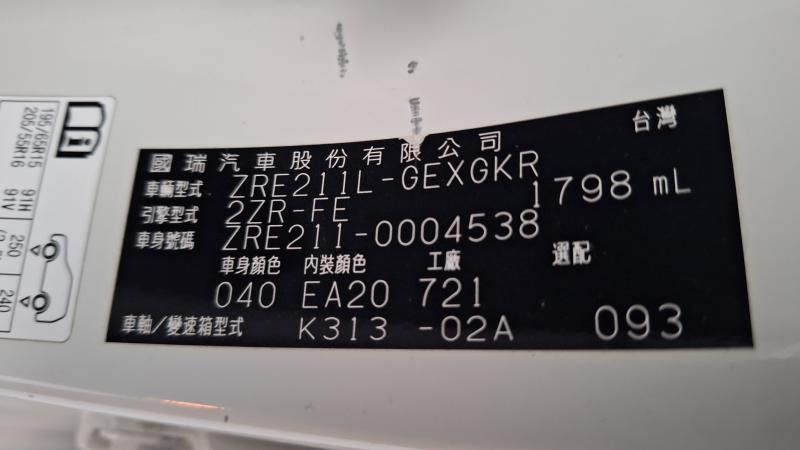 台灣
國瑞汽車股份有限公司
車輛型式 ZRE211L-GEXGKR
引擎型式 2ZR-FE 1798 mL
車身號碼 ZRE211-0004538
車身顏色 內裝顏色 工廠 選配
040 EA20 721
車軸/變速箱型式 K313 -02A 093
195/65R15 91H 250 240
205/55R16 91V